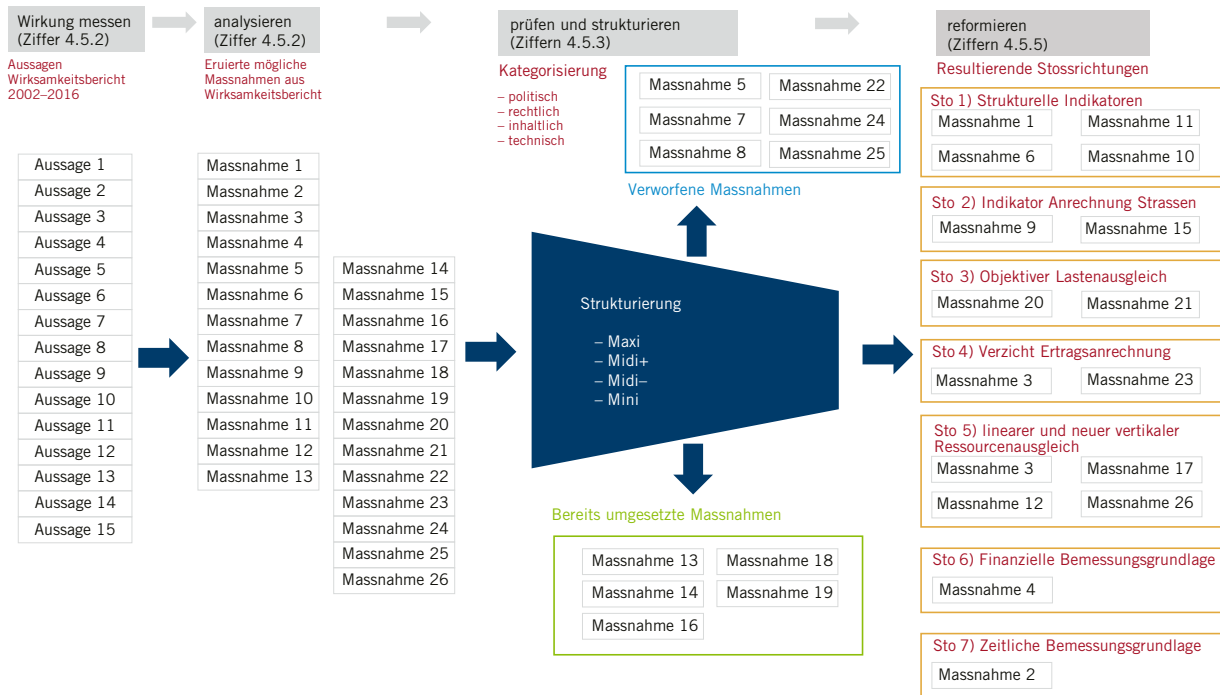 Wirkung messen
(Ziffer 4.5.2)
Aussagen
Wirksamkeitsbericht
2002–2016
Aussage 1
Aussage 2
Aussage 3
Aussage 4
Aussage 5
Aussage 6
Aussage 7
Aussage 8
Aussage 9
Aussage 10
Aussage 11
Aussage 12
Aussage 13
Aussage 14
Aussage 15
analysieren
(Ziffer 4.5.2)
Eruierte mögliche
Massnahmen aus
Wirksamkeitsbericht
Massnahme 1
Massnahme 2
Massnahme 3
Massnahme 4
Massnahme 5
Massnahme 6
Massnahme 7
Massnahme 8
Massnahme 9
Massnahme 10
Massnahme 11
Massnahme 12
Massnahme 13
Massnahme 14
Massnahme 15
Massnahme 16
Massnahme 17
Massnahme 18
Massnahme 19
Massnahme 20
Massnahme 21
Massnahme 22
Massnahme 23
Massnahme 24
Massnahme 25
Massnahme 26
prüfen und strukturieren
(Ziffern 4.5.3)
Kategorisierung
– politisch
– rechtlich
– inhaltlich
– technisch
Massnahme 5 Massnahme 22
Massnahme 7 Massnahme 24
Massnahme 8 Massnahme 25
Verworfene Massnahmen
Strukturierung
– Maxi
– Midi+
– Midi–
– Mini
Bereits umgesetzte Massnahmen
Massnahme 13 Massnahme 18
Massnahme 14 Massnahme 19
Massnahme 16
reformieren
(Ziffern 4.5.5)
Resultierende Stossrichtungen
Sto 1) Strukturelle Indikatoren
Massnahme 1 Massnahme 11
Massnahme 6 Massnahme 10
Sto 2) Indikator Anrechnung Strassen
Massnahme 9 Massnahme 15
Sto 3) Objektiver Lastenausgleich
Massnahme 20 Massnahme 21
Sto 4) Verzicht Ertragsanrechnung
Massnahme 3 Massnahme 23
Sto 5) linearer und neuer vertikaler
Ressourcenausgleich
Massnahme 3 Massnahme 17
Massnahme 12 Massnahme 26
Sto 6) Finanzielle Bemessungsgrundlage
Massnahme 4
Sto 7) Zeitliche Bemessungsgrundlage
Massnahme 2